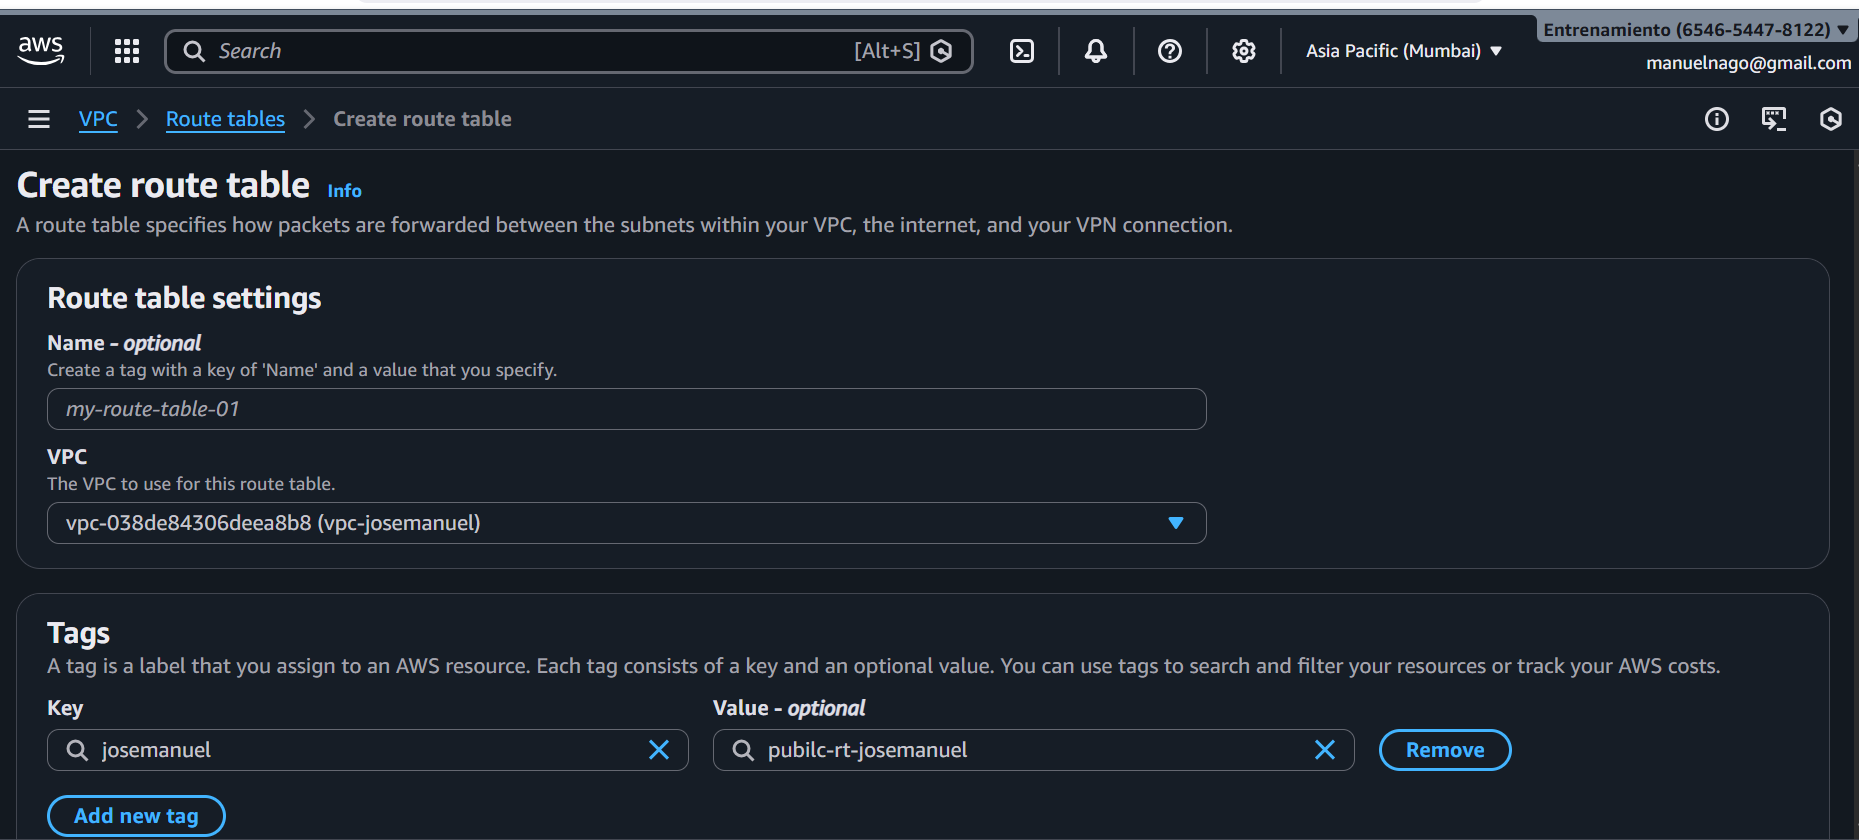 aws
Search
[Alt+S]
Asia Pacific (Mumbai)
Entrenamiento (6546-5447-8122)
manuelnago@gmail.com
VPC
Route tables
Create route table
Create route table
Info
A route table specifies how packets are forwarded between the subnets within your VPC, the internet, and your VPN connection.
Route table settings
Name - optional
Create a tag with a key of 'Name' and a value that you specify.
my-route-table-01
VPC
The VPC to use for this route table.
vpc-038de84306deea8b8 (vpc-josemanuel)
Tags
A tag is a label that you assign to an AWS resource. Each tag consists of a key and an optional value. You can use tags to search and filter your resources or track your AWS costs.
Key
Value - optional
josemanuel
pubilc-rt-josemanuel
Remove
Add new tag